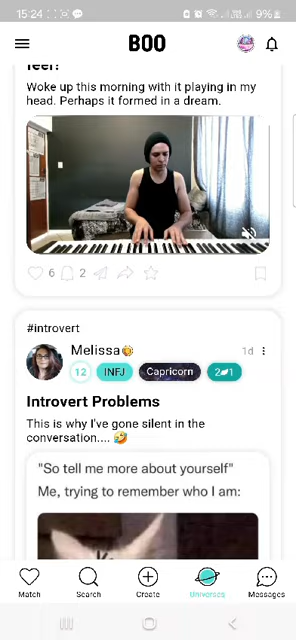 15:24
9%
BOO
feel!
Woke up this morning with it playing in my
head. Perhaps it formed in a dream.
6
2
#introvert
Melissa
1d
12
INFJ
Capricorn
Introvert Problems
This is why I've gone silent in the
conversation.... 🤣
"So tell me more about yourself"
Me, trying to remember who I am:
Match
Search
Create
Universes
Messages